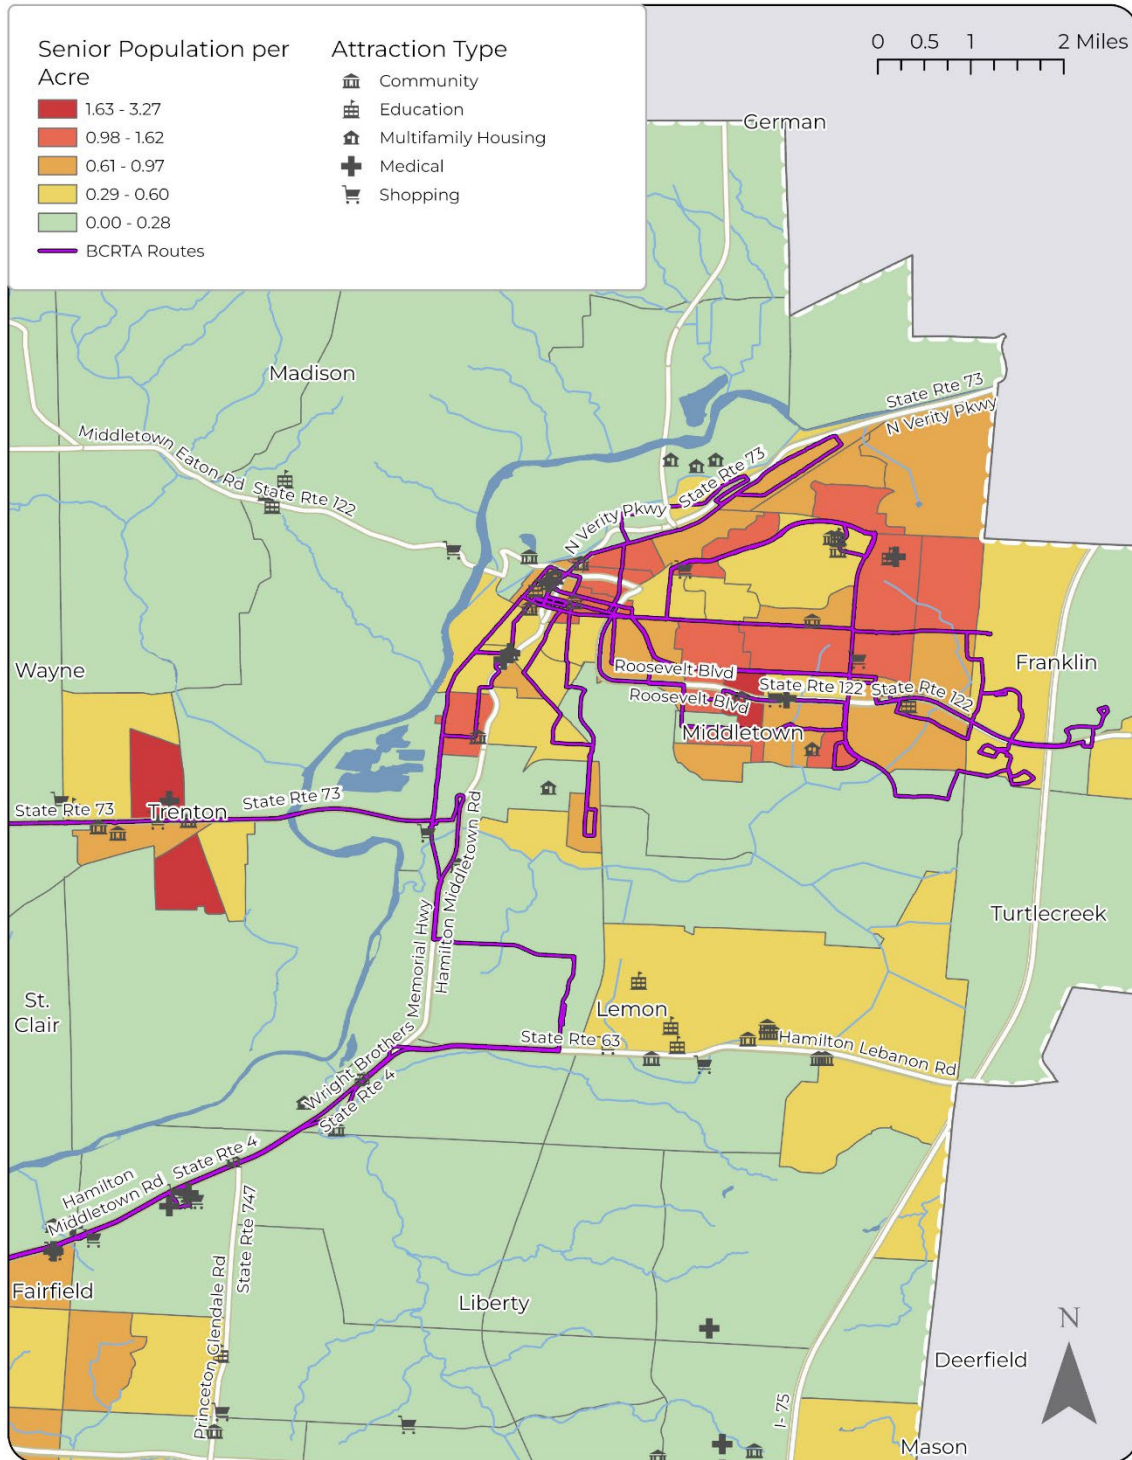 Senior Population per
Acre
1.63 - 3.27
0.98 - 1.62
0.61 - 0.97
0.29 - 0.60
0.00 - 0.28
BCRTA Routes
Attraction Type
Community
Education
Multifamily Housing
Medical
Shopping
0 0.5 1 2 Miles
German
Madison
State Rte 73
N Verity Pkwy
Middletown Eaton Rd State Rte 122
State Rte 73
N Verity Pkwy
Wayne
Franklin
Roosevelt Blvd
State Rte 122
State Rte 122
Roosevelt Blvd
Middletown
State Rte 73
Trenton
State Rte 73
Hamilton Middletown Rd
Turtlecreek
Wright Brothers Memorial Hwy
St.
Clair
Lemon
State Rte 63
Hamilton Lebanon Rd
State Rte 4
State Rte 4
Hamilton
Middletown Rd
State Rte 747
Princeton Glendale Rd
Fairfield
Liberty
N
Deerfield
I- 75
Mason